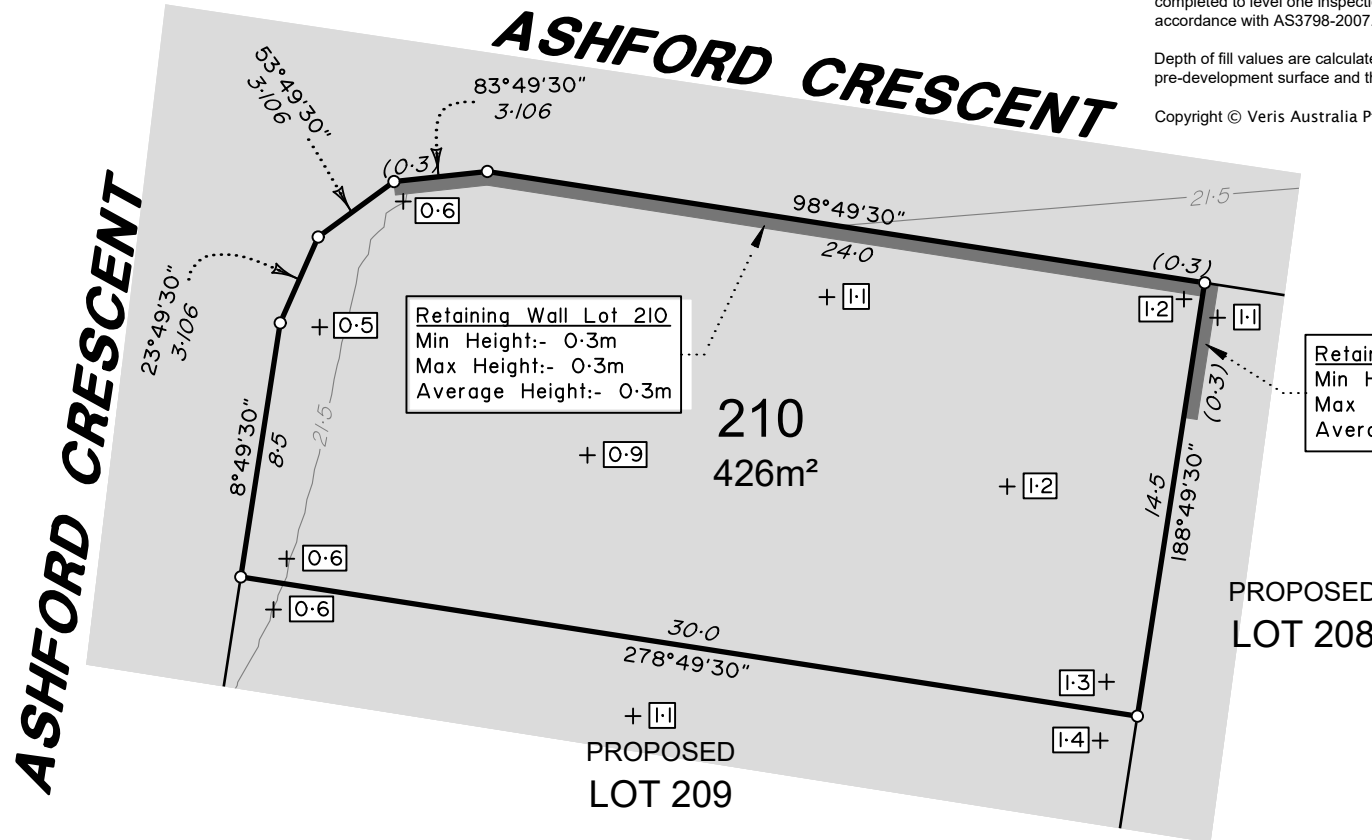 completed to level one
accordance with AS3798-2007
Depth of fill values are
pre-development surface and
Copyright © Veris Australia
ASHFORD CRESCENT
53°49'30"
3·106
83°49'30"
3·106
(0·3)
0·6
98°49'30"
24·0
21·5
(0·3)
1·2
1·1
1·1
23°49'30"
3·106
0·5
Retaining Wall Lot 210
Min Height:- 0·3m
Max Height:- 0·3m
Average Height:- 0·3m
(0·3)
Min
Max
ASHFORD CRESCENT
8°49'30"
8·5
21·5
210
426m²
0·9
1·2
14·5
188°49'30"
0·6
0·6
30·0
278°49'30"
PROPOSED
LOT 208
1·3
1·4
1·1
PROPOSED
LOT 209